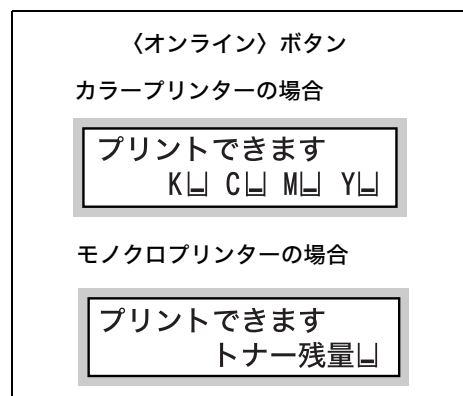 〈オンライン〉ボタン
カラープリンターの場合
プリントできます
K C M Y
モノクロプリンターの場合
プリントできます
トナー残量